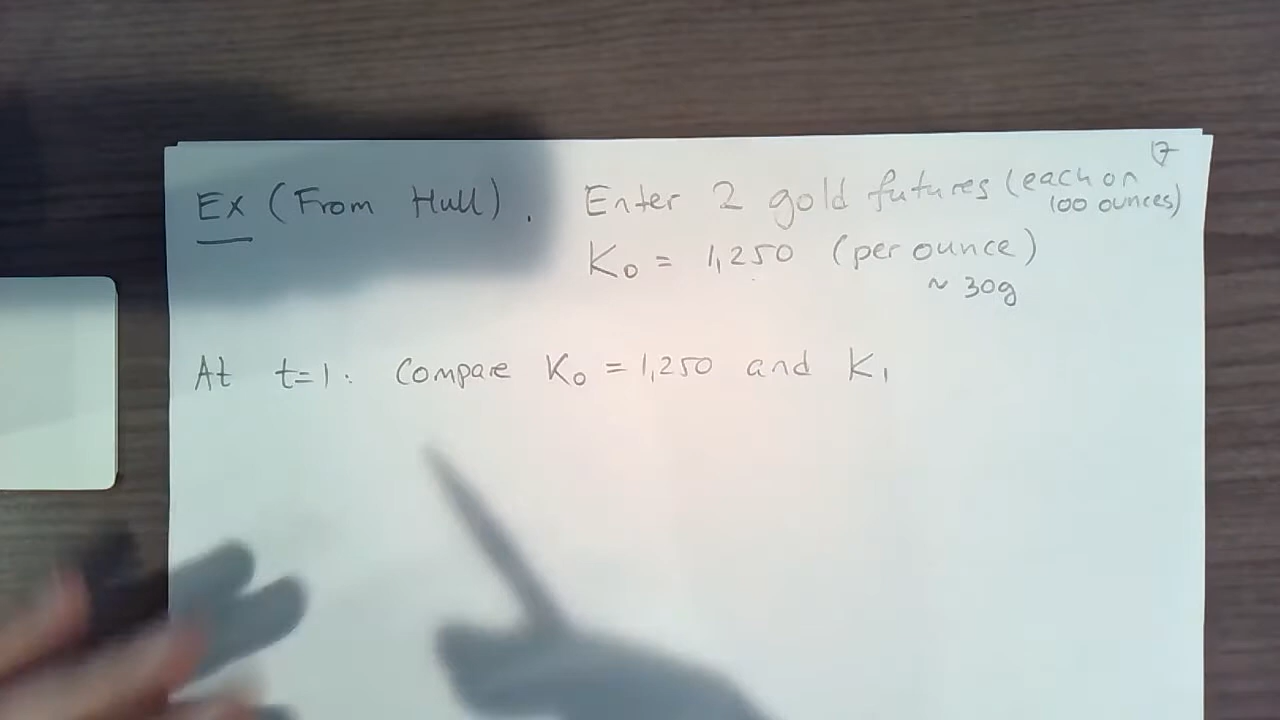 17
Ex (From Hull). Enter 2 gold futures (each on
100 ounces)
K₀ = 1,250 (per ounce)
~ 30g
At t=1: Compare K₀ = 1,250 and K₁